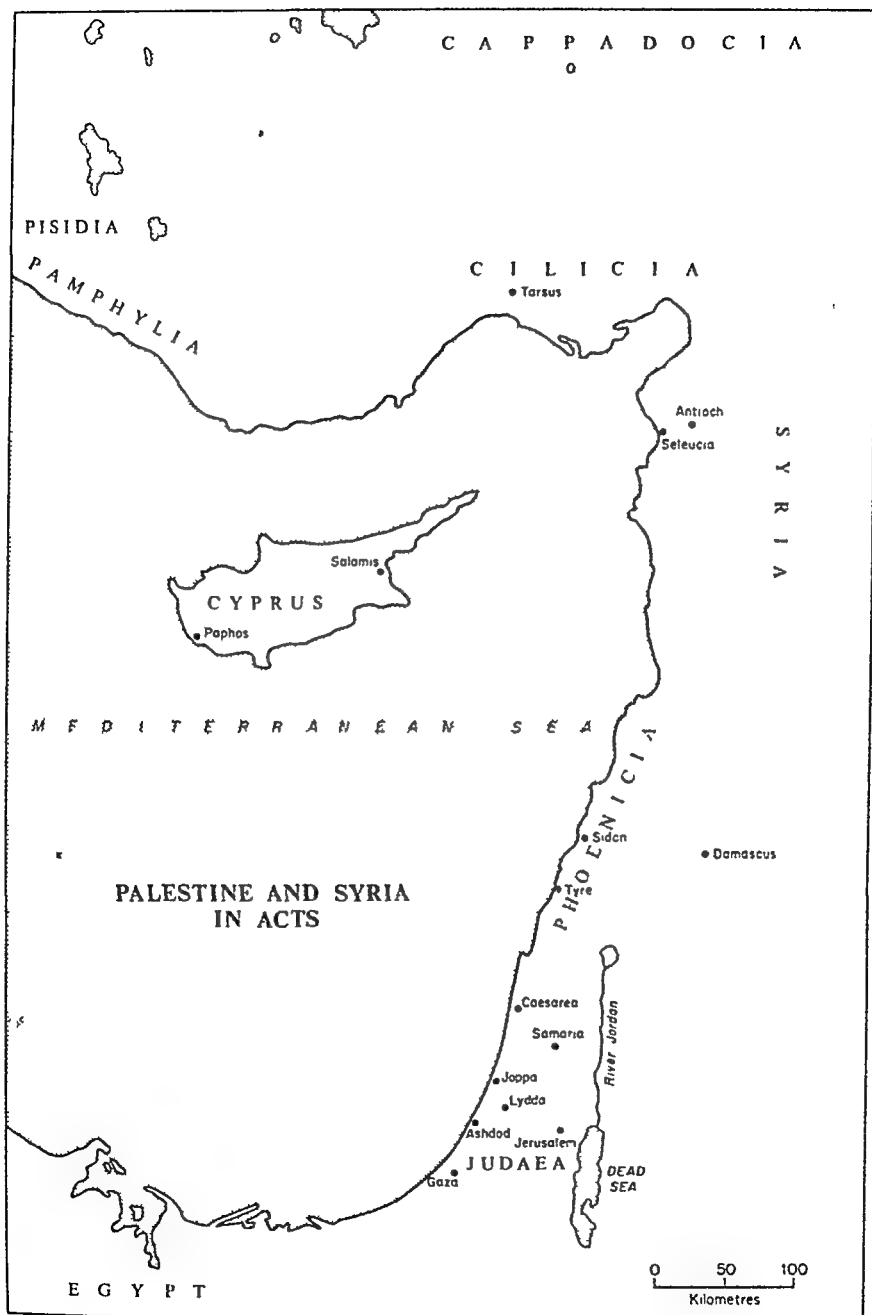 CAPPADOCIA
PISIDIA
PAMPHYLIA
CILICIA
Tarsus
Antioch
Seleucia
SYRIA
Salamis
CYPRUS
Paphos
MEDITERRANEAN SEA
PHOENICIA
Sidon
Damascus
Tyre
PALESTINE AND SYRIA
IN ACTS
Caesarea
Samaria
River Jordan
Joppa
Lydda
Ashdod
Jerusalem
JUDAEA
Gaza
DEAD
SEA
EGYPT
0 50 100
Kilometres